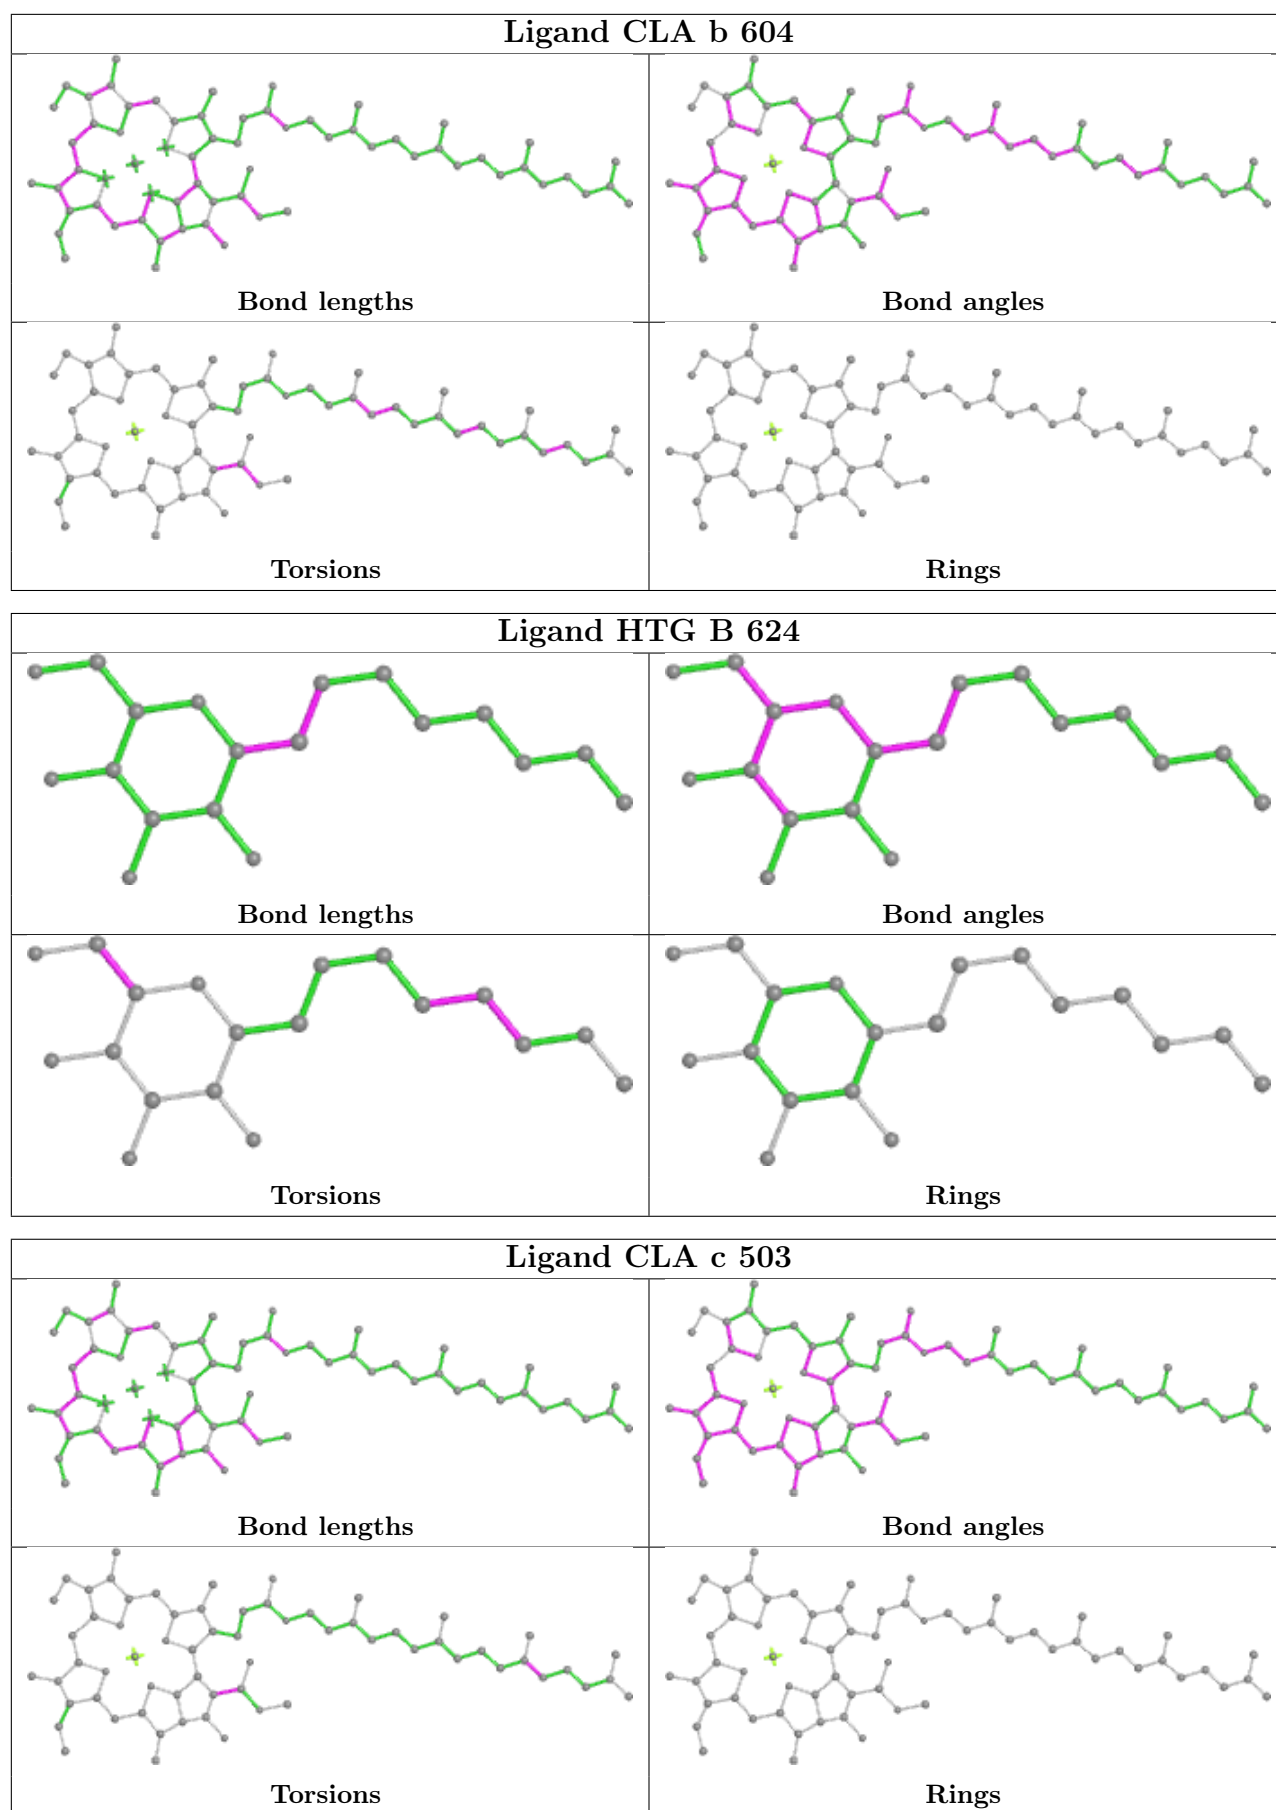 Ligand CLA b 604
Bond lengths
Bond angles
Torsions
Rings
Ligand HTG B 624
Bond lengths
Bond angles
Torsions
Rings
Ligand CLA c 503
Bond lengths
Bond angles
Torsions
Rings